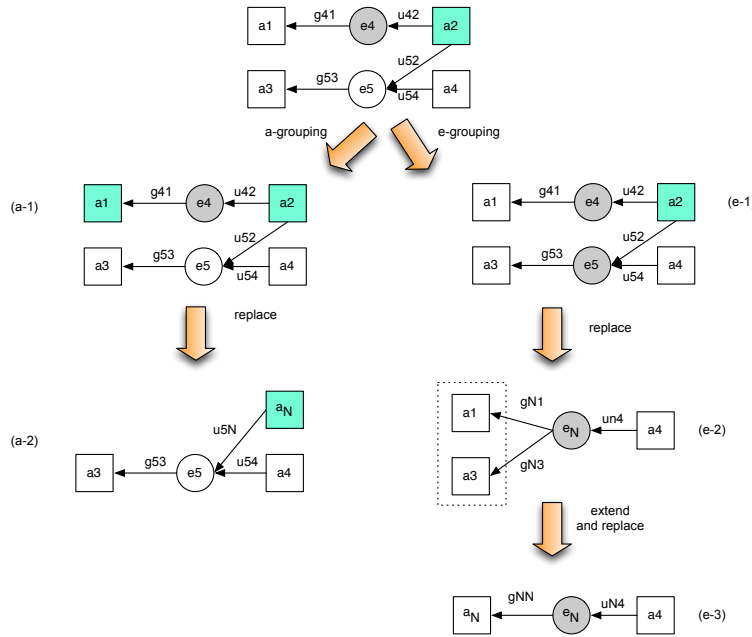 a1 g41 e4 u42 a2
u52
a3 g53 e5 u54 a4
a-grouping e-grouping
(a-1) a1 g41 e4 u42 a2
u52
a3 g53 e5 u54 a4
replace
(a-2) aN
u5N
a3 g53 e5 u54 a4
a1 g41 e4 u42 a2 (e-1
u52
a3 g53 e5 u54 a4
replace
a1 gN1 eN un4 a4 (e-2)
a3 gN3
extend
and replace
aN gNN eN uN4 a4 (e-3)